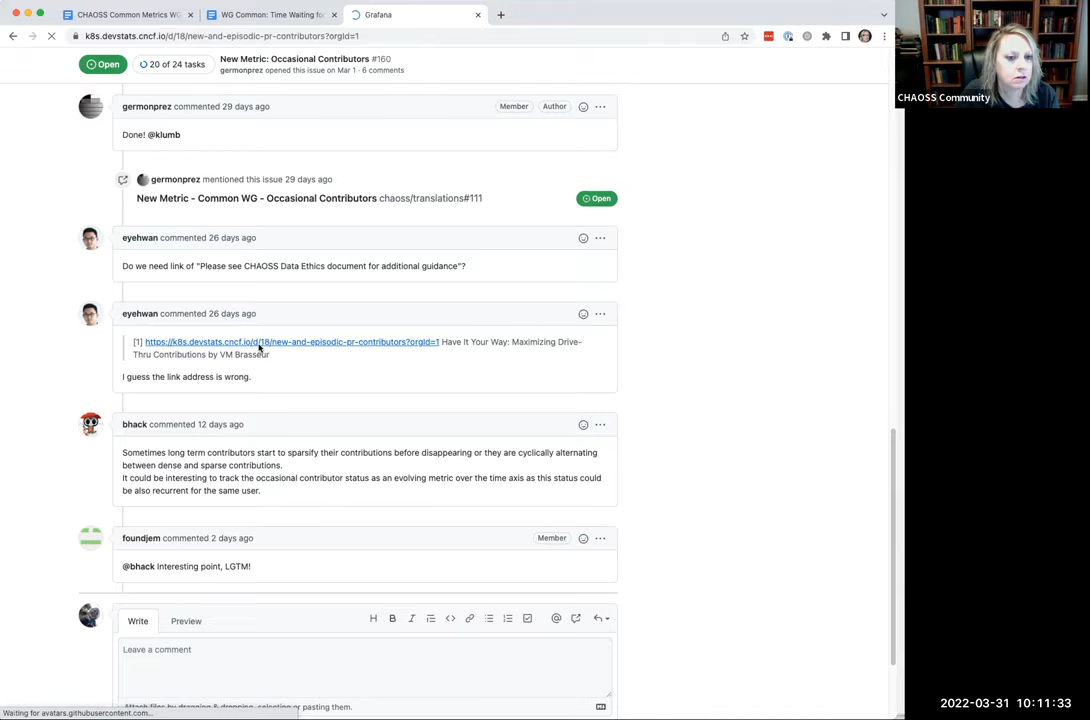 CHAOSS Common Metrics WG
WG Common: Time Waiting for
Grafana
k8s.devstats.cncf.io/d/18/new-and-episodic-pr-contributors?orgId=1
Open
20 of 24 tasks
New Metric: Occasional Contributors #160
germonprez opened this issue on Mar 1 · 6 comments
germonprez commented 29 days ago
Member
Author
Done! @klumb
germonprez mentioned this issue 29 days ago
New Metric - Common WG - Occasional Contributors chaoss/translations#111
Open
eyehwan commented 26 days ago
Do we need link of "Please see CHAOSS Data Ethics document for additional guidance"?
eyehwan commented 26 days ago
[1] https://k8s.devstats.cncf.io/d/18/new-and-episodic-pr-contributors?orgId=1 Have It Your Way: Maximizing Drive-
Thru Contributions by VM Brasseur
I guess the link address is wrong.
bhack commented 12 days ago
Sometimes long term contributors start to sparsify their contributions before disappearing or they are cyclically alternating
between dense and sparse contributions.
It could be interesting to track the occasional contributor status as an evolving metric over the time axis as this status could
be also recurrent for the same user.
foundjem commented 2 days ago
Member
@bhack Interesting point, LGTM!
Write
Preview
Leave a comment
Attach files by dragging & dropping, selecting or pasting them.
Waiting for avatars.githubusercontent.com...
CHAOSS Community
2022-03-31 10:11:33